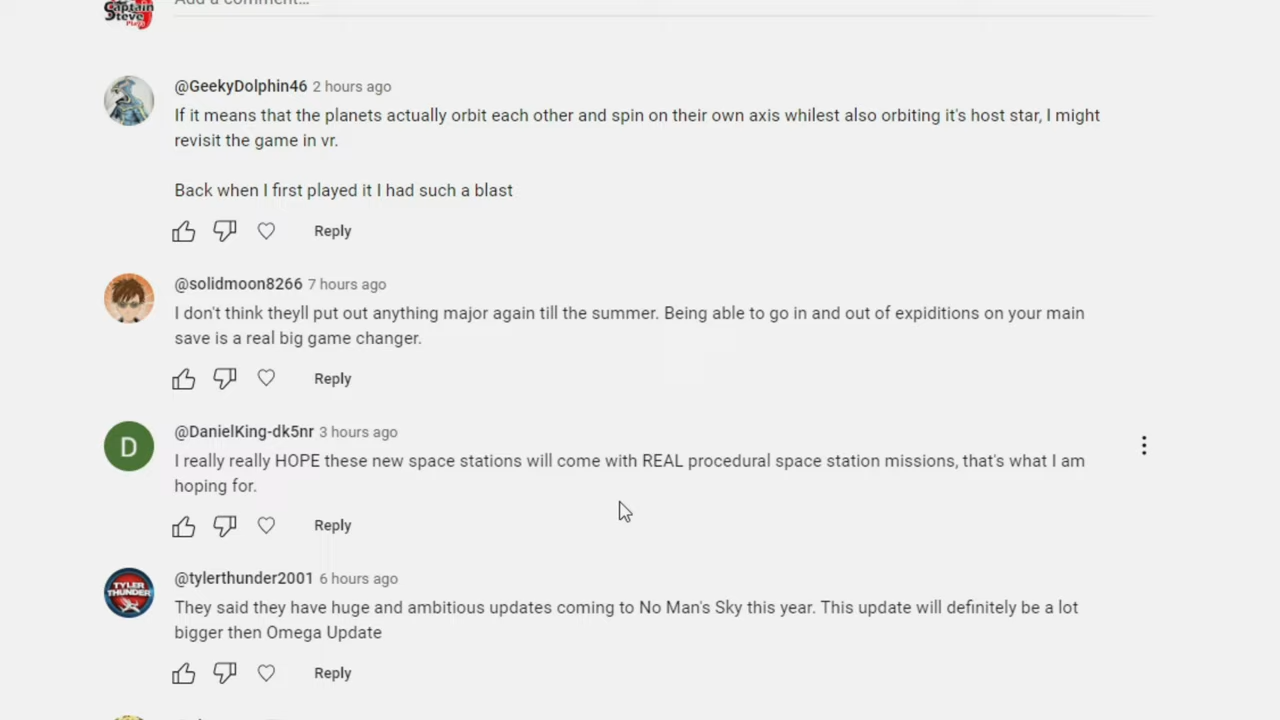 Captain
Steve
Plays
Add a comment...
@GeekyDolphin46 2 hours ago
If it means that the planets actually orbit each other and spin on their own axis whilest also orbiting it's host star, I might
revisit the game in vr.
Back when I first played it I had such a blast
Reply
@solidmoon8266 7 hours ago
I don't think theyll put out anything major again till the summer. Being able to go in and out of expiditions on your main
save is a real big game changer.
Reply
D
@DanielKing-dk5nr 3 hours ago
I really really HOPE these new space stations will come with REAL procedural space station missions, that's what I am
hoping for.
Reply
TYLER
THUNDER
@tylerthunder2001 6 hours ago
They said they have huge and ambitious updates coming to No Man's Sky this year. This update will definitely be a lot
bigger then Omega Update
Reply